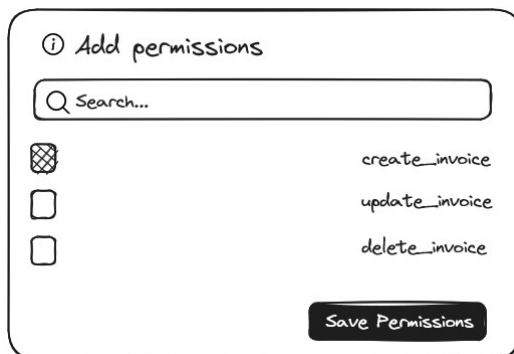 Add permissions
Search...
create_invoice
update_invoice
delete_invoice
Save Permissions